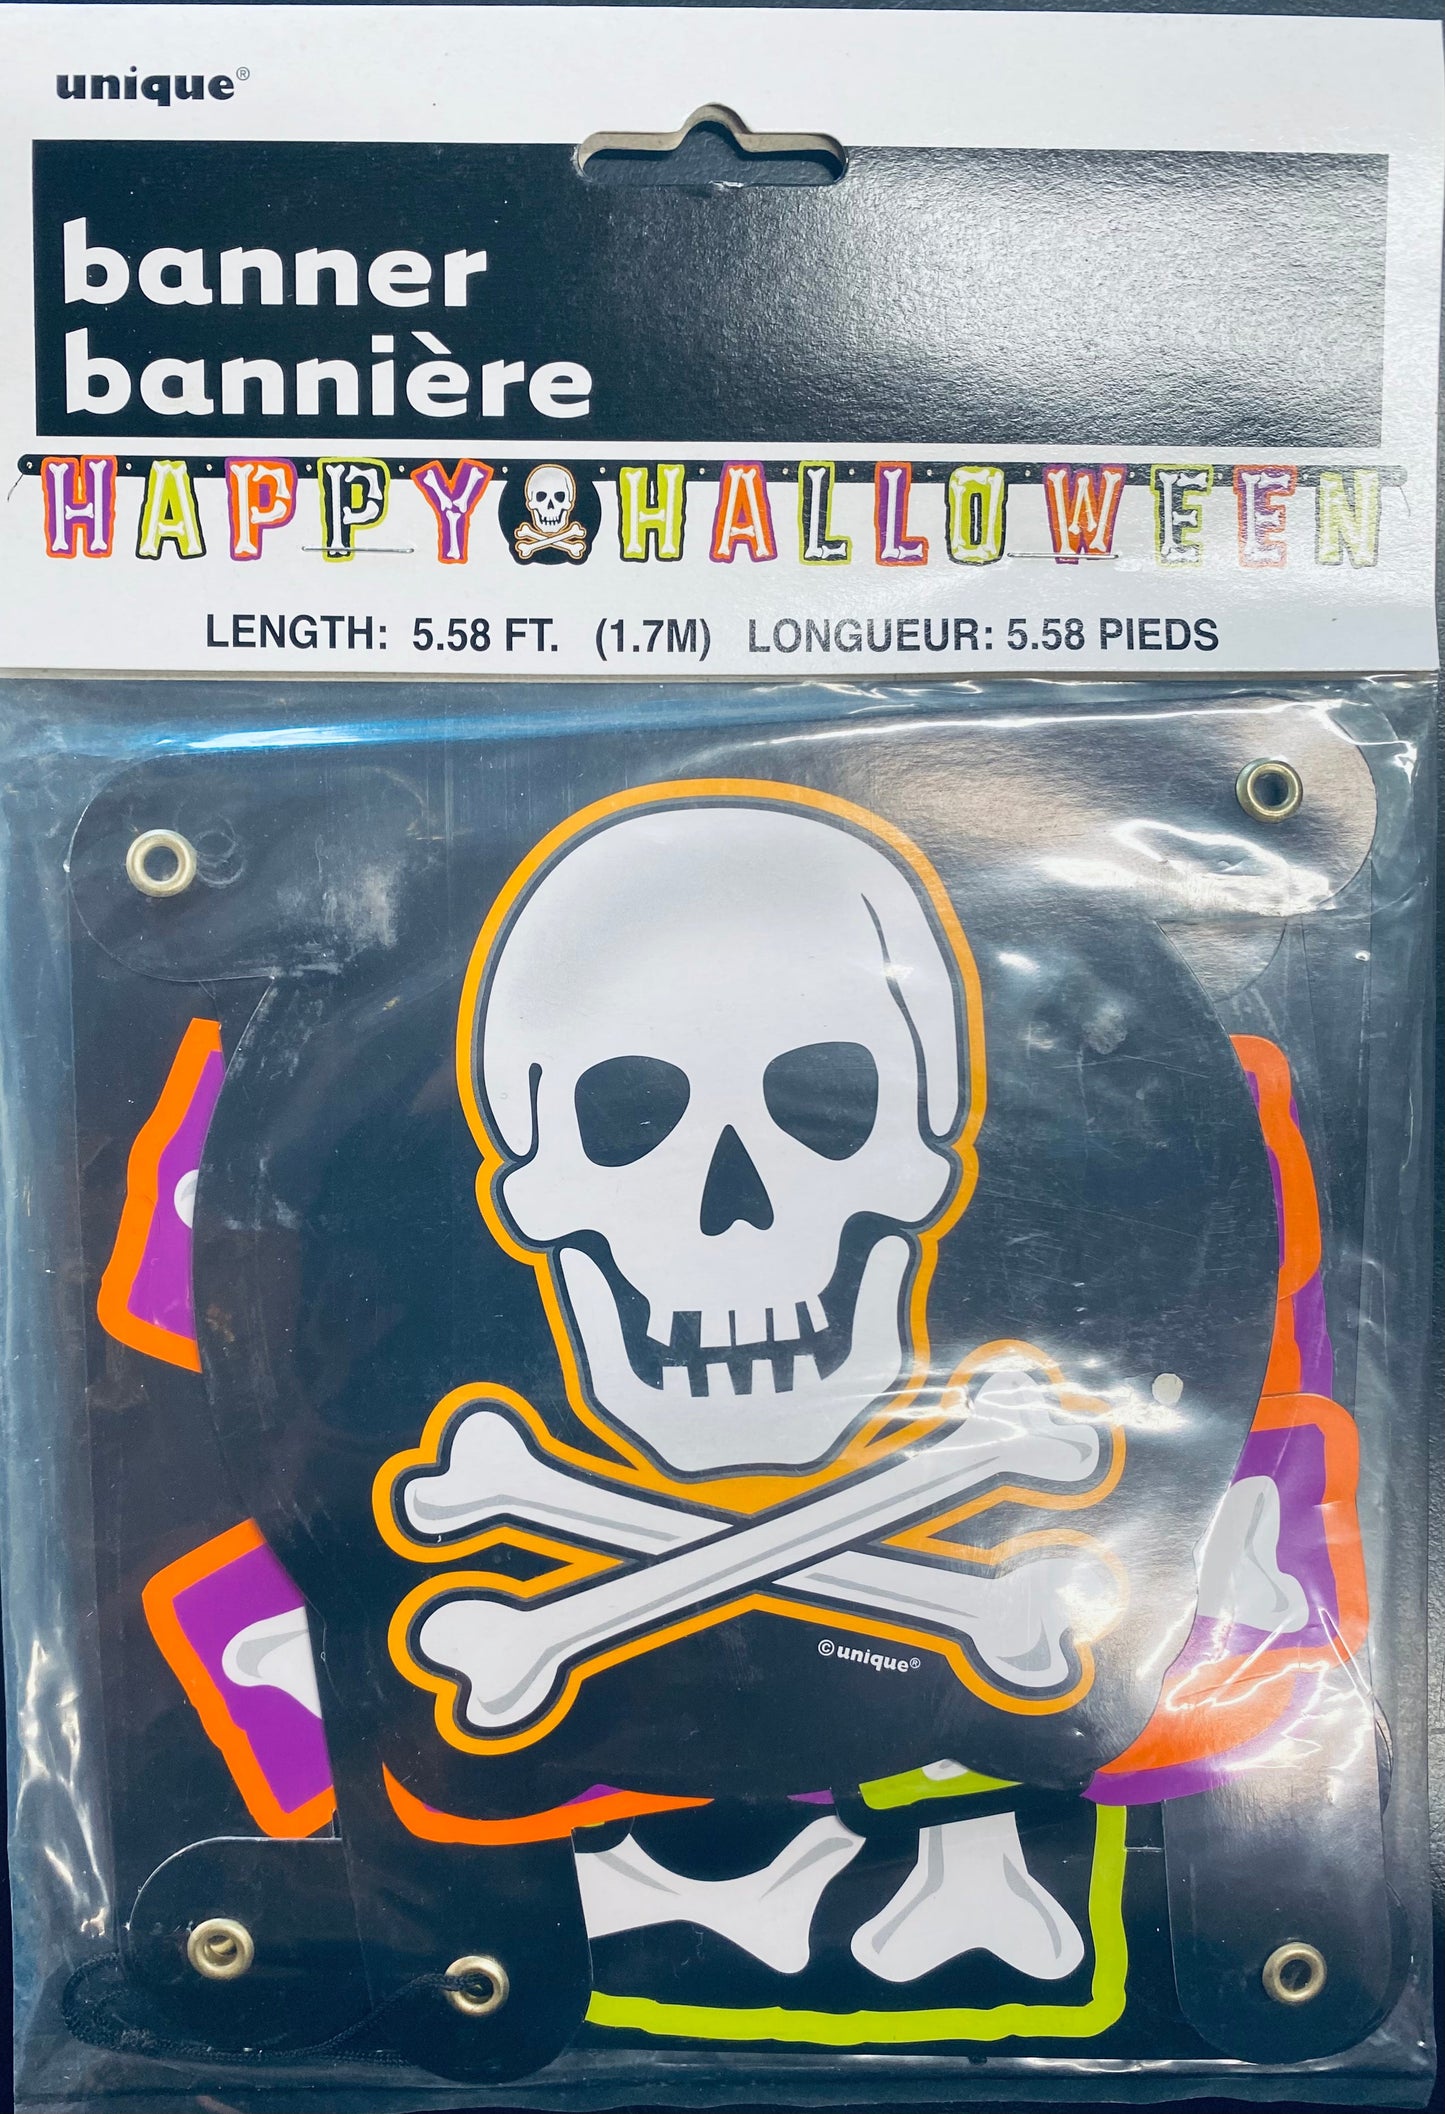 unique®
banner
bannière
HAPPY HALLOWEEN
LENGTH: 5.58 FT. (1.7M) LONGUEUR: 5.58 PIEDS
©unique®